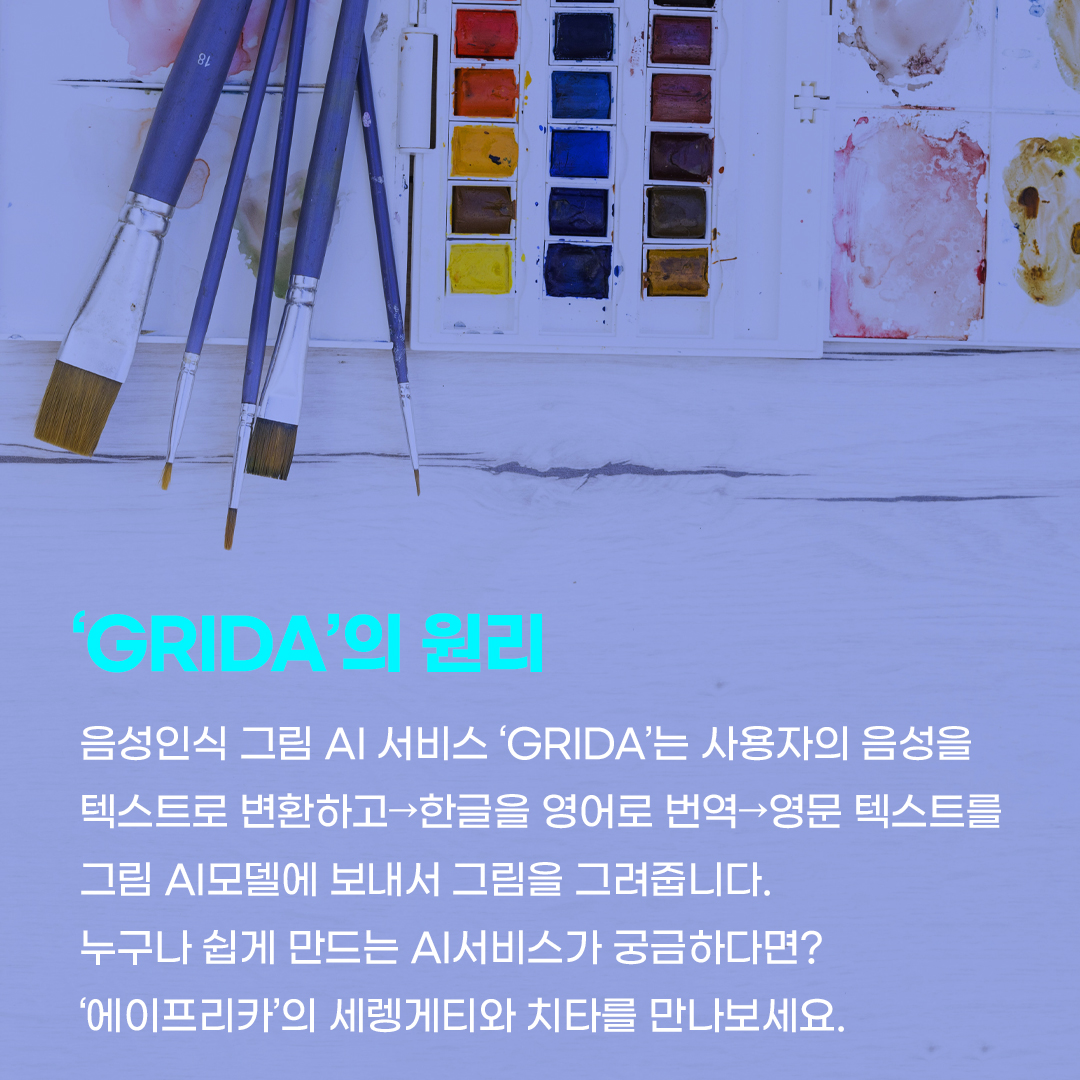 18
‘GRIDA’의 원리
음성인식 그림 AI 서비스 ‘GRIDA’는 사용자의 음성을
텍스트로 변환하고→한글을 영어로 번역→영문 텍스트를
그림 AI모델에 보내서 그림을 그려줍니다.
누구나 쉽게 만드는 AI서비스가 궁금하다면?
‘에이프리카’의 세렝게티와 치타를 만나보세요.